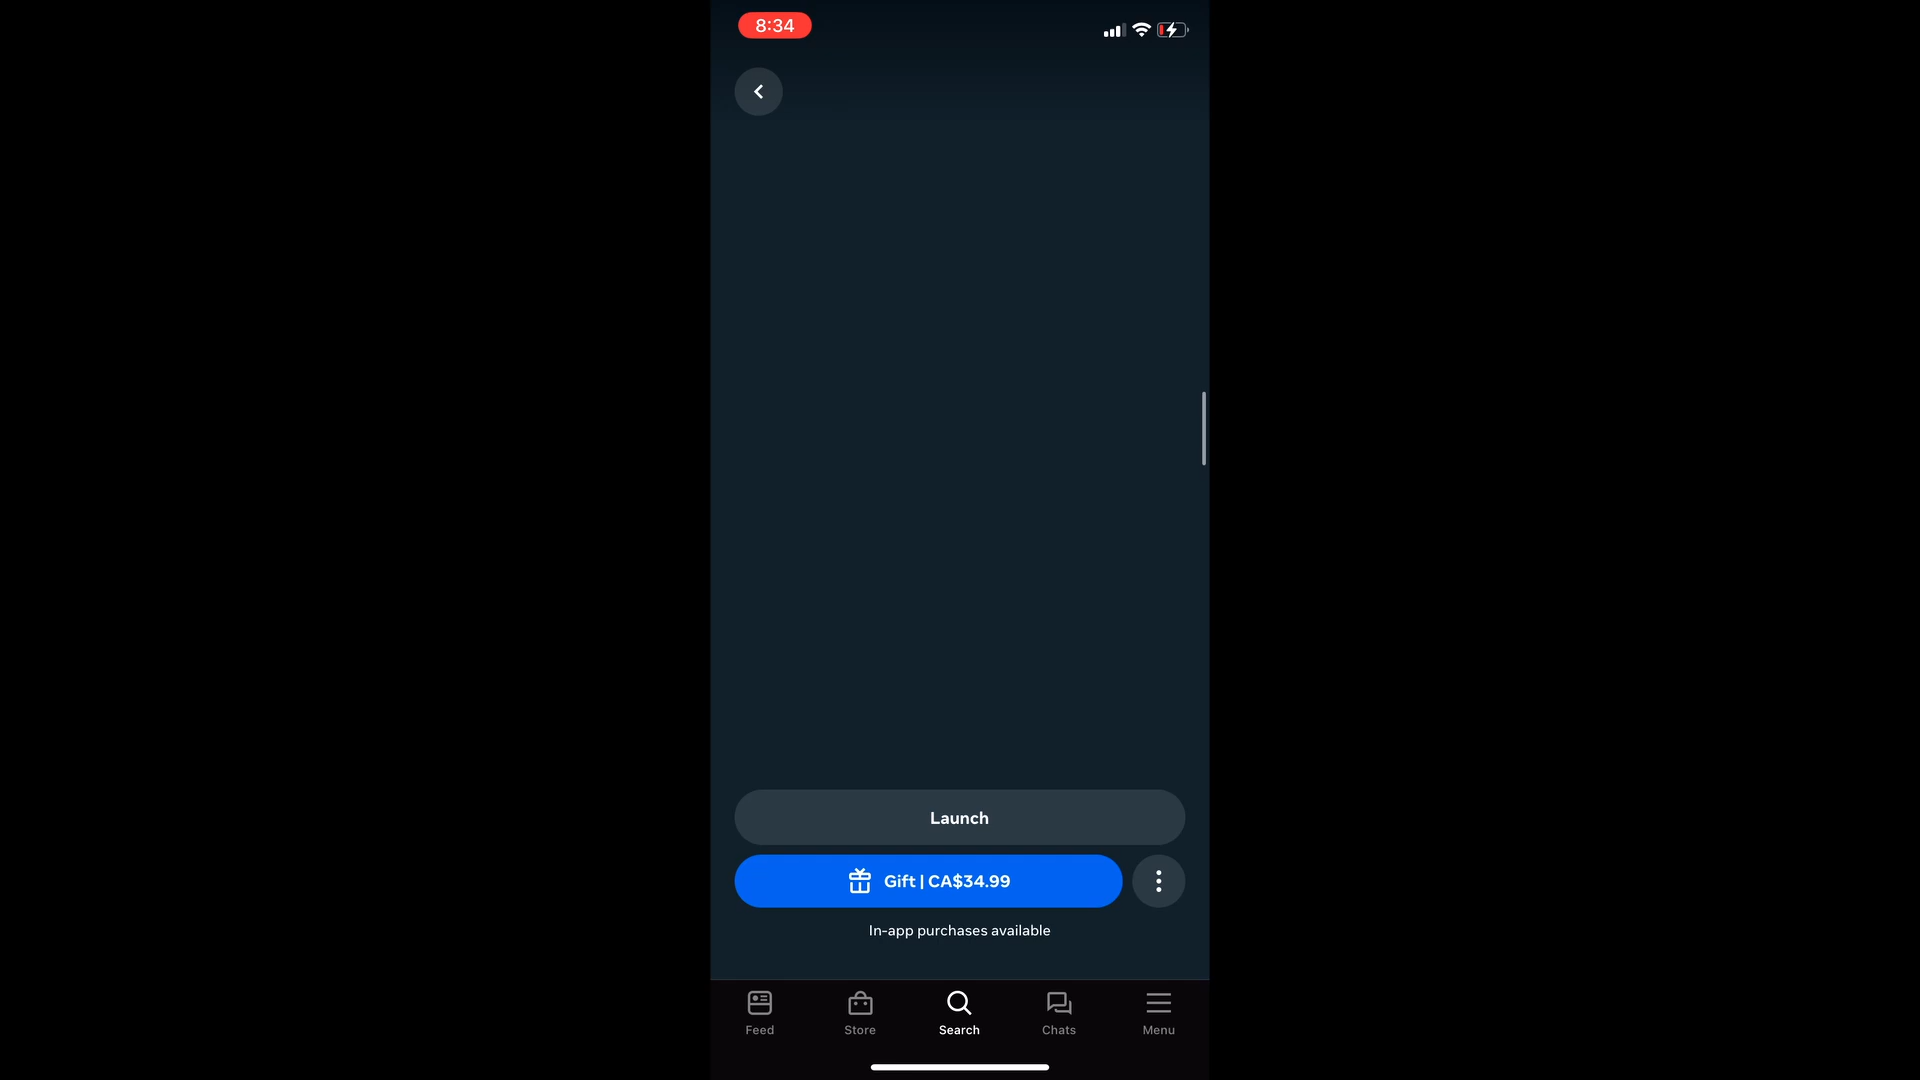 8:34
Launch
Gift | CA$34.99
In-app purchases available
Feed
Store
Search
Chats
Menu